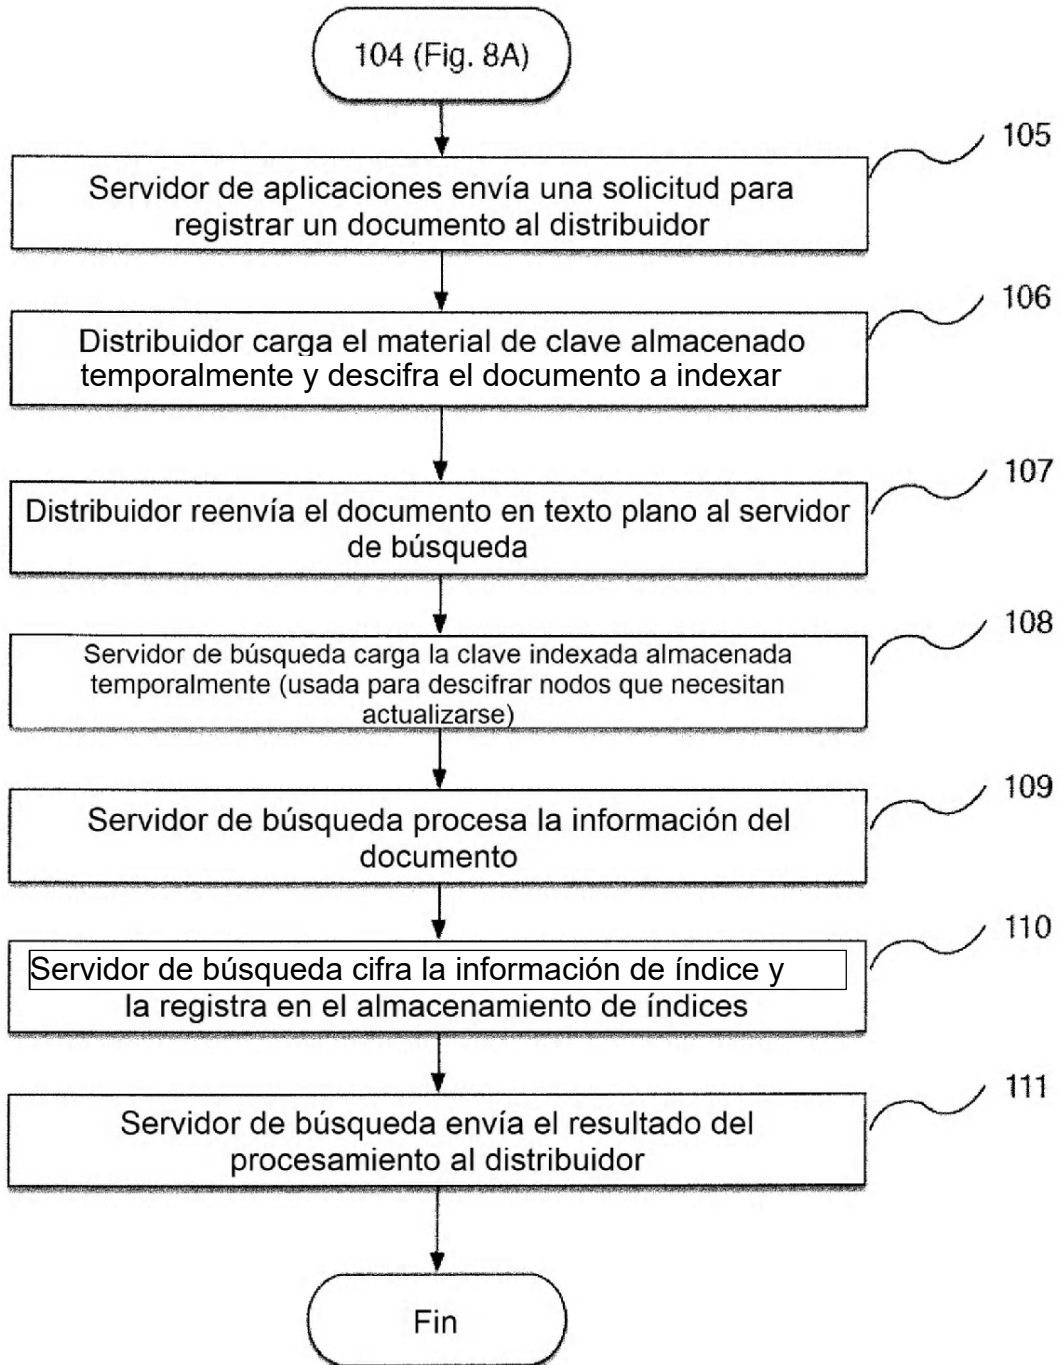 104 (Fig. 8A)
105
Servidor de aplicaciones envía una solicitud para
registrar un documento al distribuidor
106
Distribuidor carga el material de clave almacenado
temporalmente y descifra el documento a indexar
107
Distribuidor reenvía el documento en texto plano al servidor
de búsqueda
108
Servidor de búsqueda carga la clave indexada almacenada
temporalmente (usada para descifrar nodos que necesitan
actualizarse)
109
Servidor de búsqueda procesa la información del
documento
110
Servidor de búsqueda cifra la información de índice y
la registra en el almacenamiento de índices
111
Servidor de búsqueda envía el resultado del
procesamiento al distribuidor
Fin